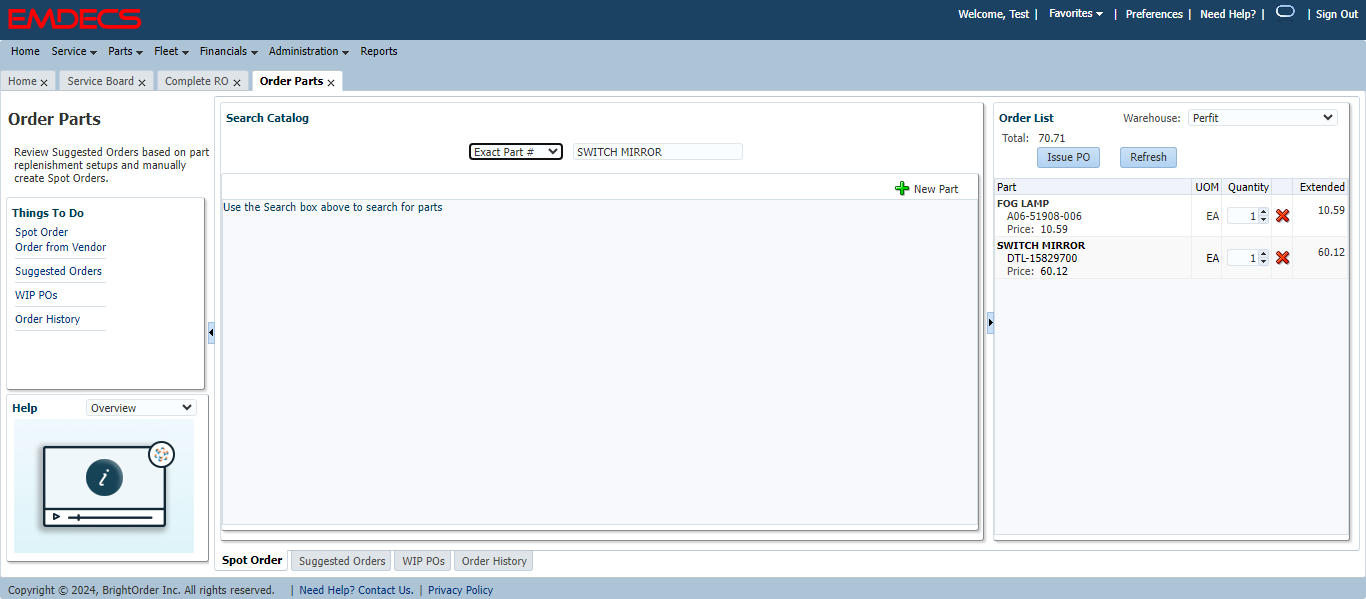 EMDECS
Welcome, Test | Favorites | Preferences | Need Help? | | Sign Out
Home Service Parts Fleet Financials Administration Reports
Home x Service Board x Complete RO x Order Parts x
Order Parts
Review Suggested Orders based on part
replenishment setups and manually
create Spot Orders.
Things To Do
Spot Order
Order from Vendor
Suggested Orders
WIP POs
Order History
Help Overview
i
Search Catalog
Exact Part # SWITCH MIRROR
New Part
Use the Search box above to search for parts
Order List Warehouse: Perfit
Total: 70.71
Issue PO Refresh
Part UOM Quantity Extended
FOG LAMP
A06-51908-006 EA 1 10.59
Price: 10.59
SWITCH MIRROR
DTL-15829700 EA 1 60.12
Price: 60.12
Spot Order Suggested Orders WIP POs Order History
Copyright © 2024, BrightOrder Inc. All rights reserved. | Need Help? Contact Us. | Privacy Policy